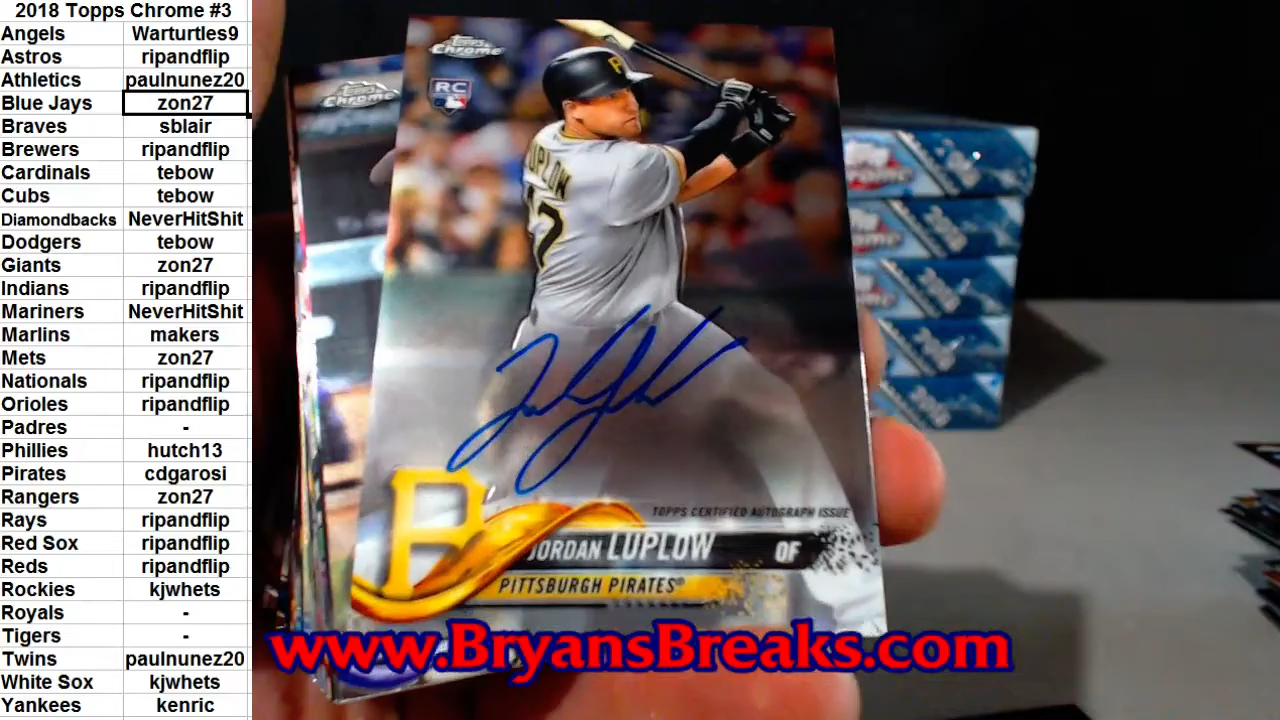 2018 Topps Chrome #3
Angels Warturtles9
Astros ripandflip
Athletics paulnunez20
Blue Jays zon27
Braves sblair
Brewers ripandflip
Cardinals tebow
Cubs tebow
Diamondbacks NeverHitShit
Dodgers tebow
Giants zon27
Indians ripandflip
Mariners NeverHitShit
Marlins makers
Mets zon27
Nationals ripandflip
Orioles ripandflip
Padres -
Phillies hutch13
Pirates cdgarosi
Rangers zon27
Rays ripandflip
Red Sox ripandflip
Reds ripandflip
Rockies kjwhets
Royals -
Tigers -
Twins paulnunez20
White Sox kjwhets
Yankees kenric
Topps
Chrome
RC
Chrome
P
LUPLOW
TOPPS CERTIFIED AUTOGRAPH ISSUE
JORDAN LUPLOW OF
PITTSBURGH PIRATES®
www.BryansBreaks.com